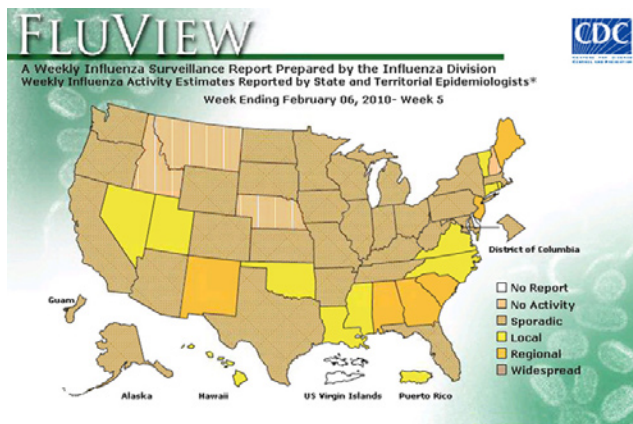 FLUVIEW
CDC
A Weekly Influenza Surveillance Report Prepared by the Influenza Division
Weekly Influenza Activity Estimates Reported by State and Territorial Epidemiologists*
Week Ending February 06, 2010- Week 5
District of Columbia
No Report
Guam
No Activity
Sporadic
Local
Regional
Widespread
Alaska
Hawaii
US Virgin Islands
Puerto Rico